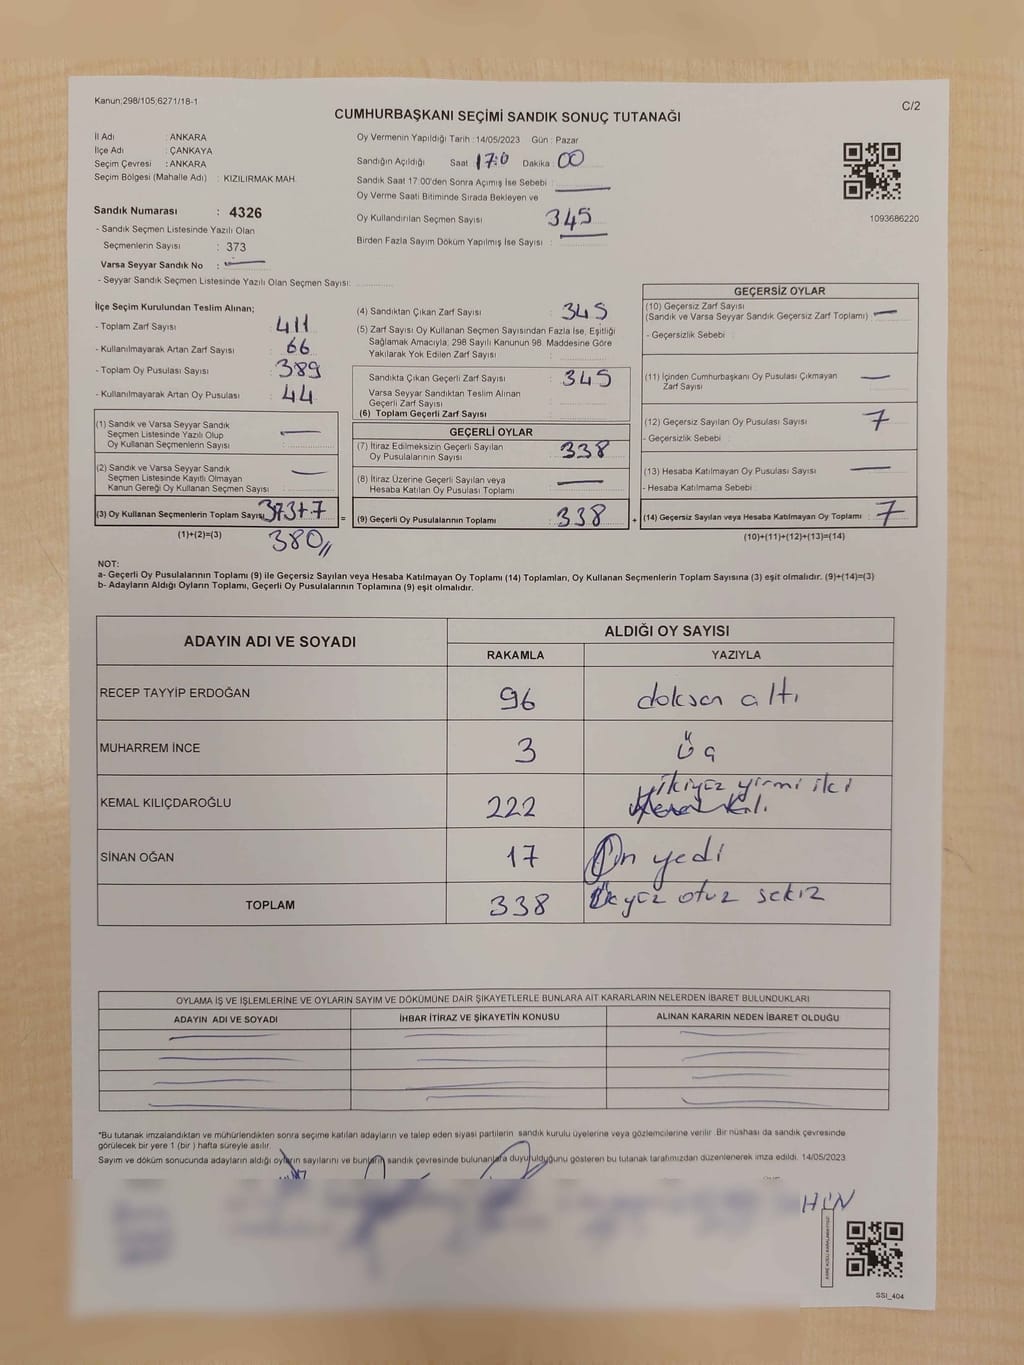 Kanun;298/105;6271/18-1
C/2
CUMHURBAŞKANI SEÇİMİ SANDIK SONUÇ TUTANAĞI
İl Adı : ANKARA
İlçe Adı : ÇANKAYA
Seçim Çevresi : ANKARA
Seçim Bölgesi (Mahalle Adı) : KIZILIRMAK MAH.
Sandık Numarası : 4326
- Sandık Seçmen Listesinde Yazılı Olan
Seçmenlerin Sayısı : 373
Varsa Seyyar Sandık No :
- Seyyar Sandık Seçmen Listesinde Yazılı Olan Seçmen Sayısı:
Oy Vermenin Yapıldığı Tarih : 14/05/2023 Gün : Pazar
Sandığın Açıldığı Saat 17:0 Dakika 00
Sandık Saat 17.00'den Sonra Açımış İse Sebebi :
Oy Verme Saati Bitiminde Sırada Bekleyen ve
Oy Kullandırılan Seçmen Sayısı 345
Birden Fazla Sayım Döküm Yapılmış İse Sayısı :
1093686220
İlçe Seçim Kurulundan Teslim Alınan;
- Toplam Zarf Sayısı : 411
- Kullanılmayarak Artan Zarf Sayısı : 66
- Toplam Oy Pusulası Sayısı : 389
- Kullanılmayarak Artan Oy Pusulası : 44
(1) Sandık ve Varsa Seyyar Sandık
Seçmen Listesinde Yazılı Olup
Oy Kullanan Seçmenlerin Sayısı :
(2) Sandık ve Varsa Seyyar Sandık
Seçmen Listesinde Kayıtlı Olmayan
Kanun Gereği Oy Kullanan Seçmen Sayısı :
(3) Oy Kullanan Seçmenlerin Toplam Sayısı 373+7
(1)+(2)=(3)
380
(4) Sandıktan Çıkan Zarf Sayısı : 345
(5) Zarf Sayısı Oy Kullanan Seçmen Sayısından Fazla İse, Eşitliği
Sağlamak Amacıyla; 298 Sayılı Kanunun 98. Maddesine Göre
Yakılarak Yok Edilen Zarf Sayısı :
Sandıkta Çıkan Geçerli Zarf Sayısı : 345
Varsa Seyyar Sandıktan Teslim Alınan
Geçerli Zarf Sayısı :
(6) Toplam Geçerli Zarf Sayısı :
GEÇERLİ OYLAR
(7) İtiraz Edilmeksizin Geçerli Sayılan
Oy Pusulalarının Sayısı : 338
(8) İtiraz Üzerine Geçerli Sayılan veya
Hesaba Katılan Oy Pusulası Toplamı :
= (9) Geçerli Oy Pusulalarının Toplamı : 338 +
GEÇERSİZ OYLAR
(10) Geçersiz Zarf Sayısı
(Sandık ve Varsa Seyyar Sandık Geçersiz Zarf Toplamı) :
- Geçersizlik Sebebi :
(11) İçinden Cumhurbaşkanı Oy Pusulası Çıkmayan
Zarf Sayısı :
(12) Geçersiz Sayılan Oy Pusulası Sayısı : 7
- Geçersizlik Sebebi :
(13) Hesaba Katılmayan Oy Pusulası Sayısı :
- Hesaba Katılmama Sebebi :
(14) Geçersiz Sayılan veya Hesaba Katılmayan Oy Toplamı : 7
(10)+(11)+(12)+(13)=(14)
NOT:
a- Geçerli Oy Pusulalarının Toplamı (9) ile Geçersiz Sayılan veya Hesaba Katılmayan Oy Toplamı (14) Toplamları, Oy Kullanan Seçmenlerin Toplam Sayısına (3) eşit olmalıdır. (9)+(14)=(3)
b- Adayların Aldığı Oyların Toplamı, Geçerli Oy Pusulalarının Toplamına (9) eşit olmalıdır.
ADAYIN ADI VE SOYADI ALDIĞI OY SAYISI
RAKAMLA YAZIYLA
RECEP TAYYİP ERDOĞAN 96 doksan altı
MUHARREM İNCE 3 üç
KEMAL KILIÇDAROĞLU 222 ikiyüz yirmi iki
SİNAN OĞAN 17 On yedi
TOPLAM 338 Üçyüz otuz sekiz
OYLAMA İŞ VE İŞLEMLERİNE VE OYLARIN SAYIM VE DÖKÜMÜNE DAİR ŞİKAYETLERLE BUNLARA AİT KARARLARIN NELERDEN İBARET BULUNDUKLARI
ADAYIN ADI VE SOYADI İHBAR İTİRAZ VE ŞİKAYETİN KONUSU ALINAN KARARIN NEDEN İBARET OLDUĞU
*Bu tutanak imzalandıktan ve mühürlendikten sonra seçime katılan adayların ve talep eden siyasi partilerin sandık kurulu üyelerine veya gözlemcilerine verilir. Bir nüshası da sandık çevresinde
görülecek bir yere 1 (bir ) hafta süreyle asılır.
Sayım ve döküm sonucunda adayların aldığı oyların sayılarını ve bunların sandık çevresinde bulunanlara duyurulduğunu gösteren bu tutanak tarafımızdan düzenlenerek imza edildi. 14/05/2023
SSI_404